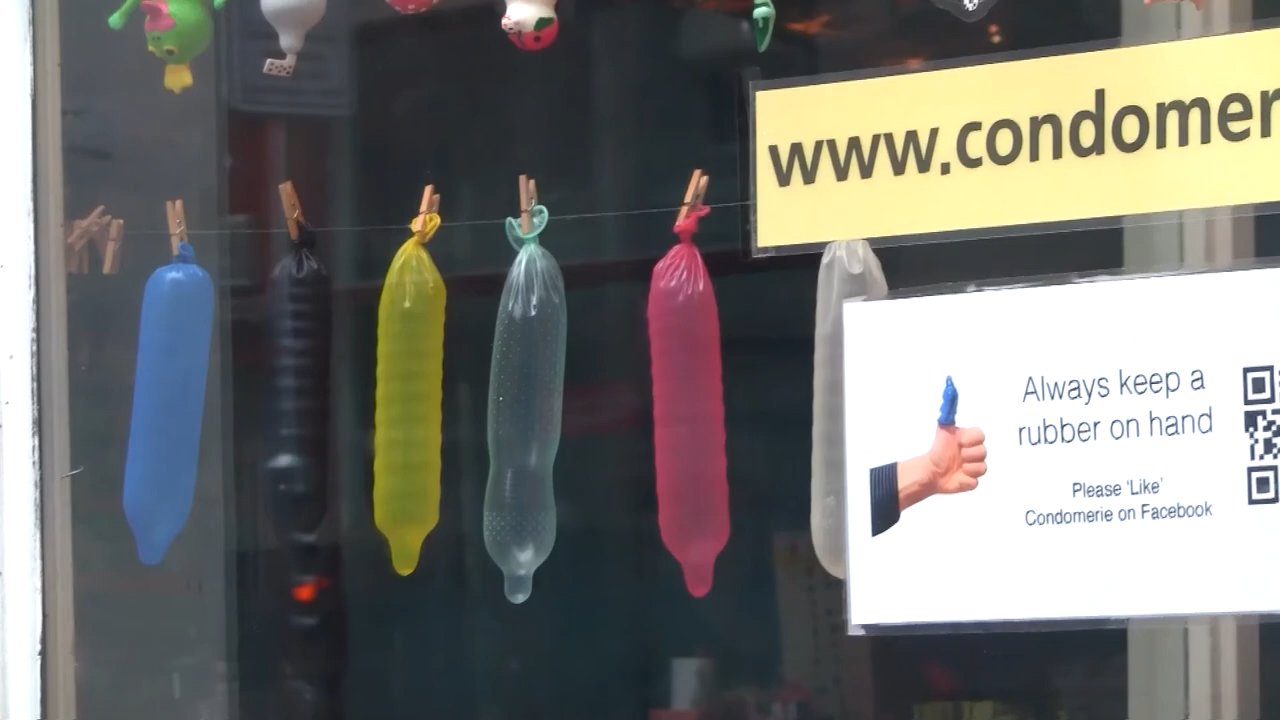 www.condomer
Always keep a
rubber on hand
Please 'Like'
Condomerie on Facebook